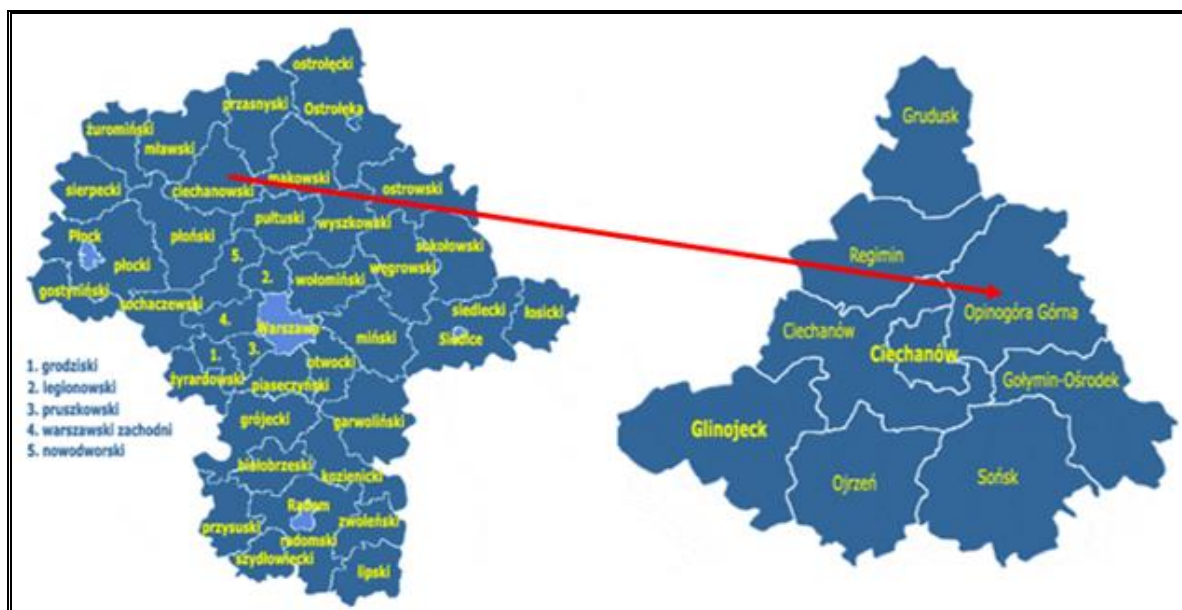 ostrołęcki
przasnyski
Ostrołęka
żuromiński
mławski
makowski
sierpecki
ciechanowski
ostrowski
pułtuski
wyszkowski
Płock
płoński
sokołowski
5.
płocki
2.
wołomiński
węgrowski
gostyniński
sochaczewski
siedlecki
łosicki
4.
Warszawa
miński
Siedlce
1.
3.
otwocki
żyrardowski
piaseczyński
1. grodziski
2. legionowski
3. pruszkowski
4. warszawski zachodni
5. nowodworski
grójecki
garwoliński
białobrzeski
kozienicki
Radom
zwoleński
przysuski
radomski
szydłowiecki
lipski
Grudusk
Regimin
Opinogóra Górna
Ciechanów
Ciechanów
Gołymin-Ośrodek
Glinojeck
Ojrzeń
Sońsk